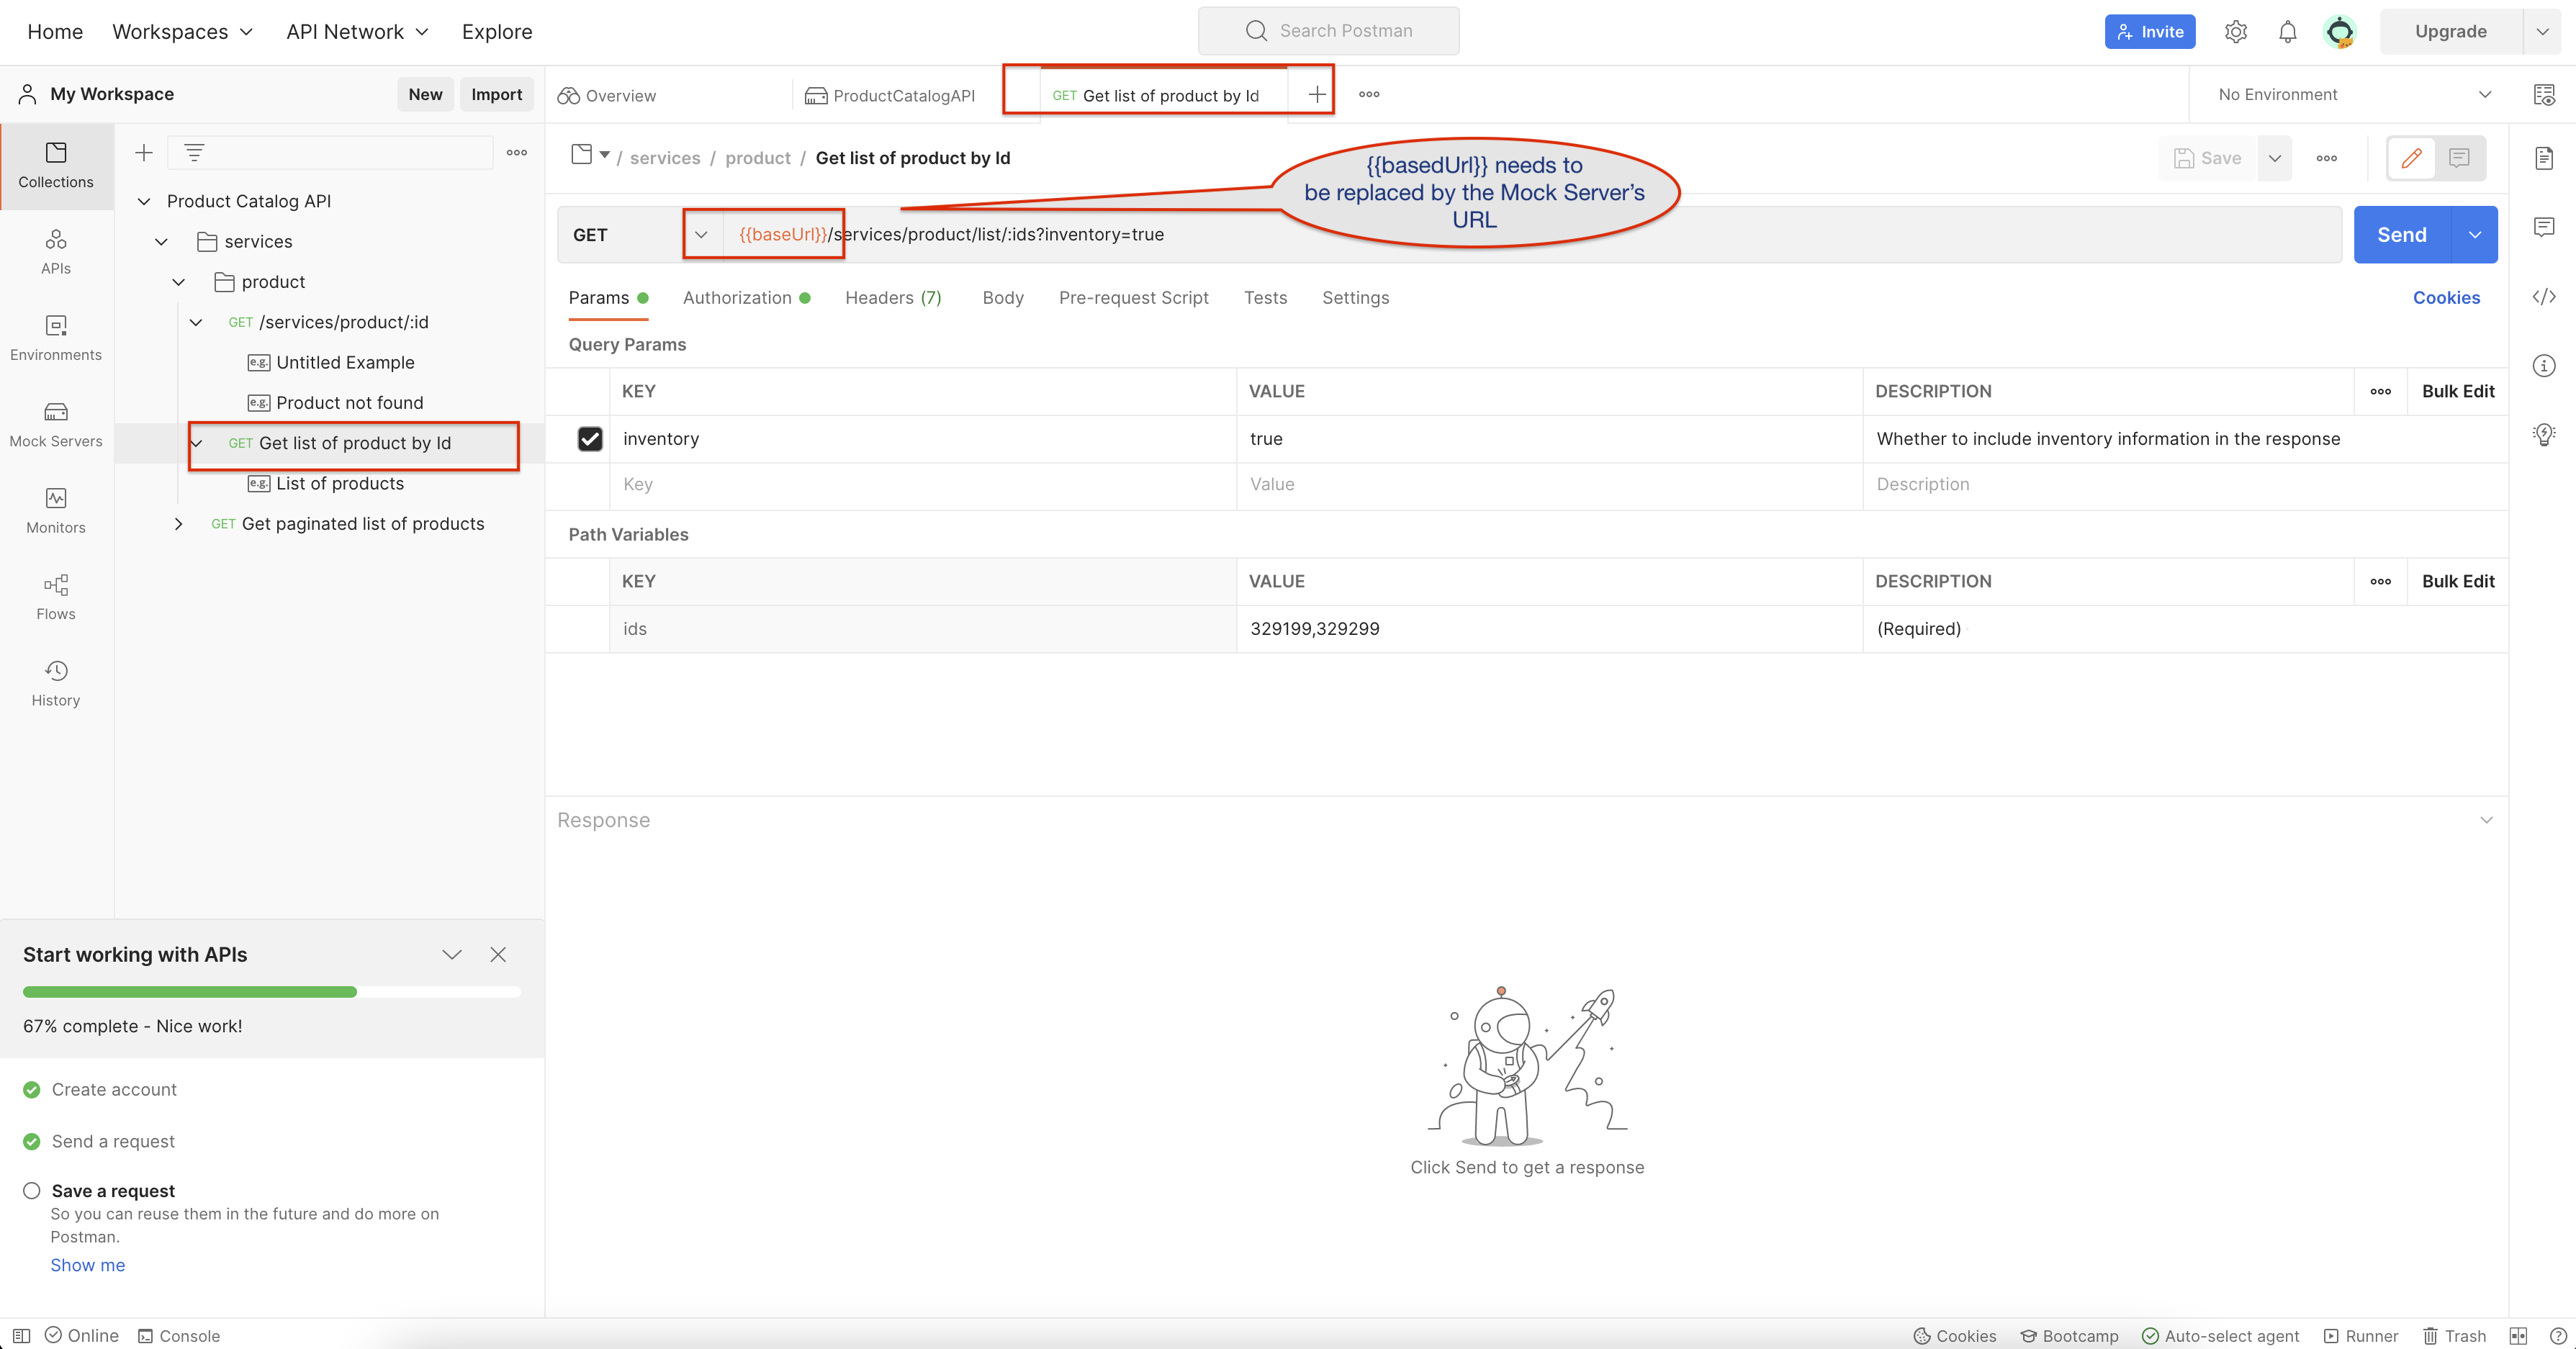 Home Workspaces API Network Explore
Search Postman
Invite
Upgrade
My Workspace
New Import
Overview
ProductCatalogAPI
GET Get list of product by Id
No Environment
Collections
APIs
Environments
Mock Servers
Monitors
Flows
History
Product Catalog API
services
product
GET /services/product/:id
e.g. Untitled Example
e.g. Product not found
GET Get list of product by Id
e.g. List of products
GET Get paginated list of products
/ services / product / Get list of product by Id
Save
{{basedUrl}} needs to
be replaced by the Mock Server's
URL
GET
{{baseUrl}}/services/product/list/:ids?inventory=true
Send
Params Authorization Headers (7) Body Pre-request Script Tests Settings
Cookies
Query Params
KEY VALUE DESCRIPTION Bulk Edit
inventory true Whether to include inventory information in the response
Key Value Description
Path Variables
KEY VALUE DESCRIPTION Bulk Edit
ids 329199,329299 (Required)
Response
Click Send to get a response
Start working with APIs
67% complete - Nice work!
Create account
Send a request
Save a request
So you can reuse them in the future and do more on
Postman.
Show me
Online Console
Cookies Bootcamp Auto-select agent Runner Trash